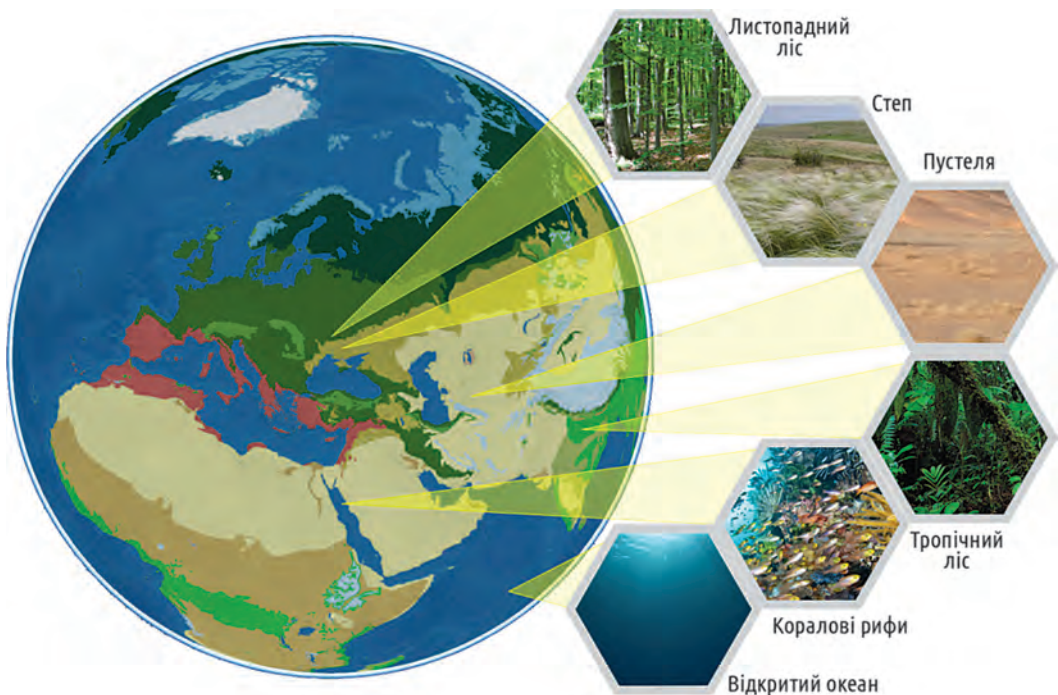 Листопадний
ліс
Степ
Пустеля
Тропічний
ліс
Коралові рифи
Відкритий океан